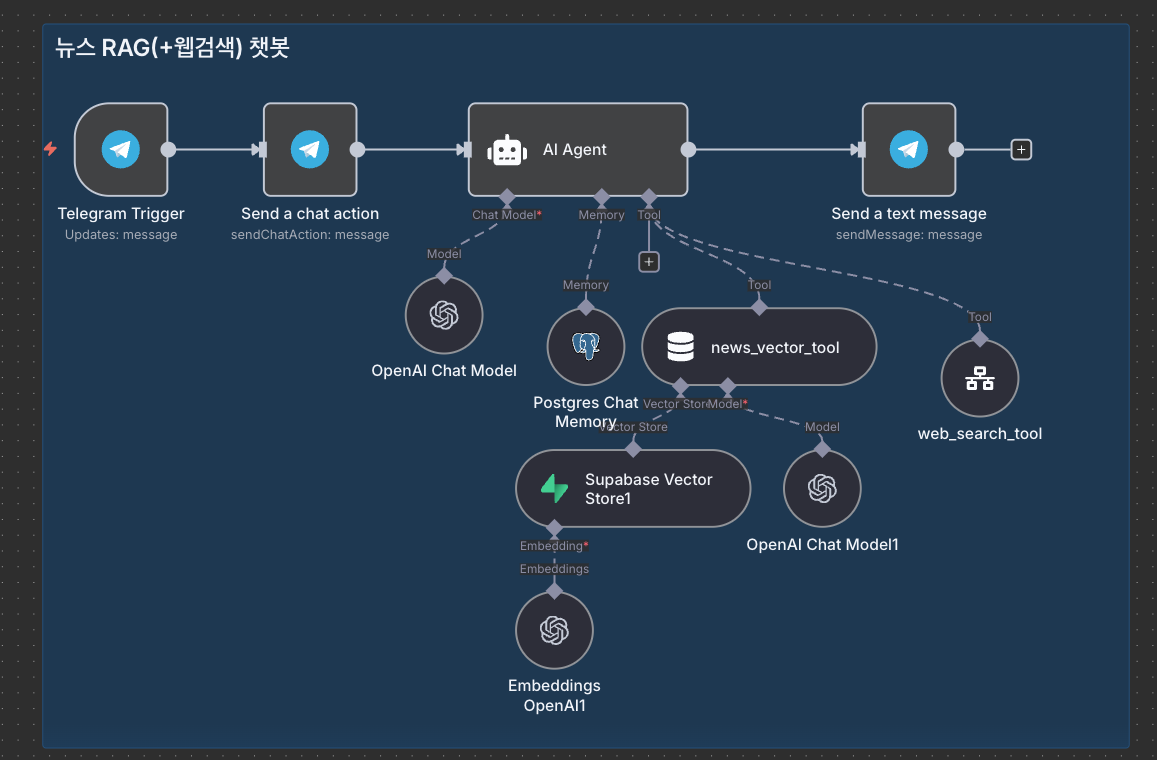 뉴스 RAG(+웹검색) 챗봇
AI Agent
Telegram Trigger
Updates: message
Send a chat action
sendChatAction: message
Chat Model*
Memory
Tool
Send a text message
sendMessage: message
Model
OpenAI Chat Model
Memory
Postgres Chat
Memory
Tool
news_vector_tool
Tool
web_search_tool
Vector Store
Model*
Vector Store
Supabase Vector
Store1
Model
OpenAI Chat Model1
Embedding*
Embeddings
Embeddings
OpenAI1